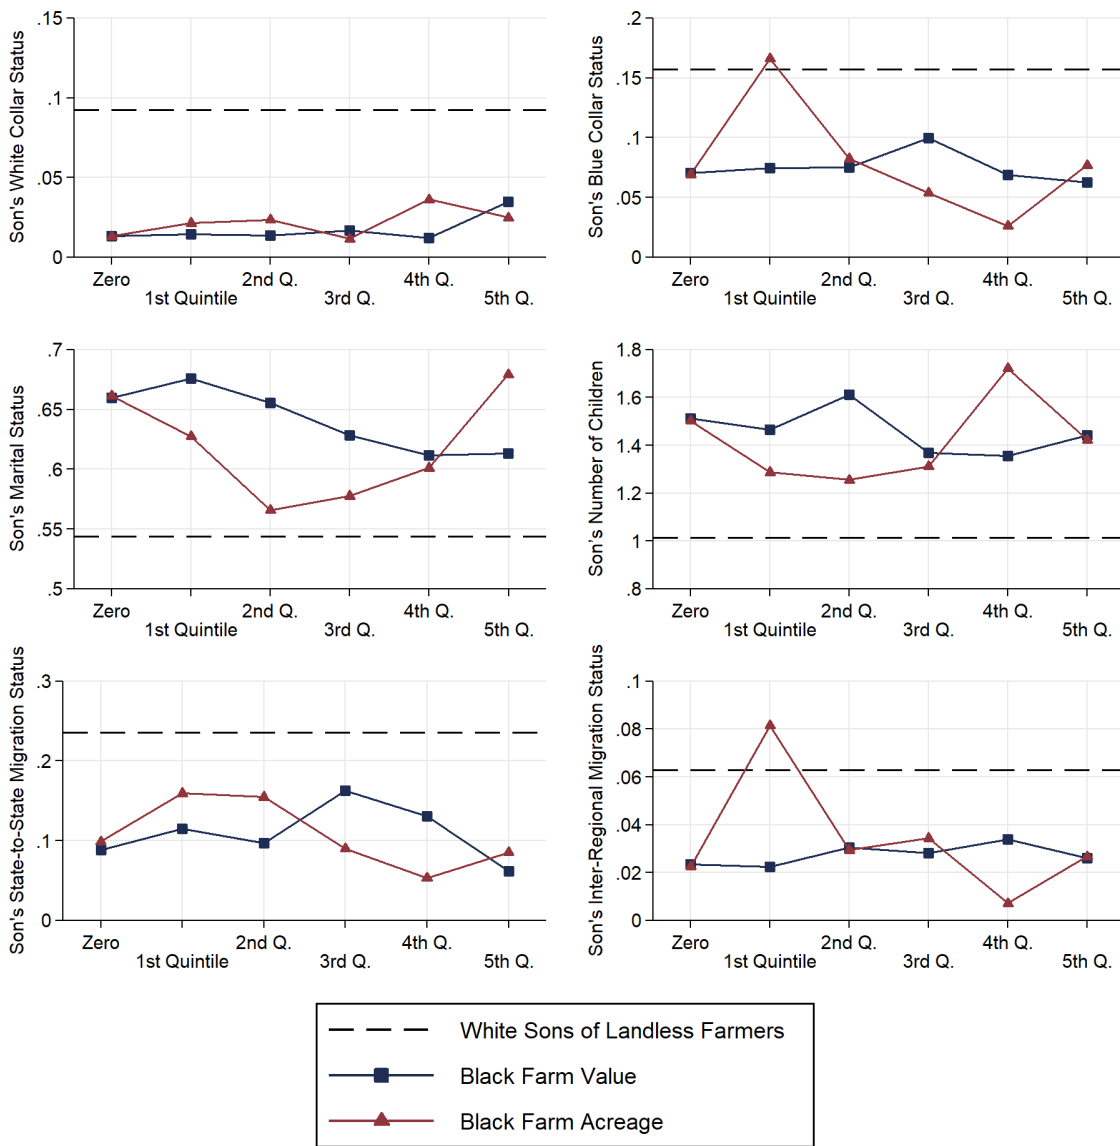 Son's White Collar Status
.15
.1
.05
0
Zero
2nd Q.
4th Q.
1st Quintile
3rd Q.
5th Q.
Son's Blue Collar Status
.2
.15
.1
.05
0
Zero
2nd Q.
4th Q.
1st Quintile
3rd Q.
5th Q.
Son's Marital Status
.7
.65
.6
.55
.5
Zero
2nd Q.
4th Q.
1st Quintile
3rd Q.
5th Q.
Son's Number of Children
1.8
1.6
1.4
1.2
1
.8
Zero
2nd Q.
4th Q.
1st Quintile
3rd Q.
5th Q.
Son's State-to-State Migration Status
.3
.2
.1
0
Zero
2nd Q.
4th Q.
1st Quintile
3rd Q.
5th Q.
Son's Inter-Regional Migration Status
.1
.08
.06
.04
.02
0
Zero
2nd Q.
4th Q.
1st Quintile
3rd Q.
5th Q.
White Sons of Landless Farmers
Black Farm Value
Black Farm Acreage